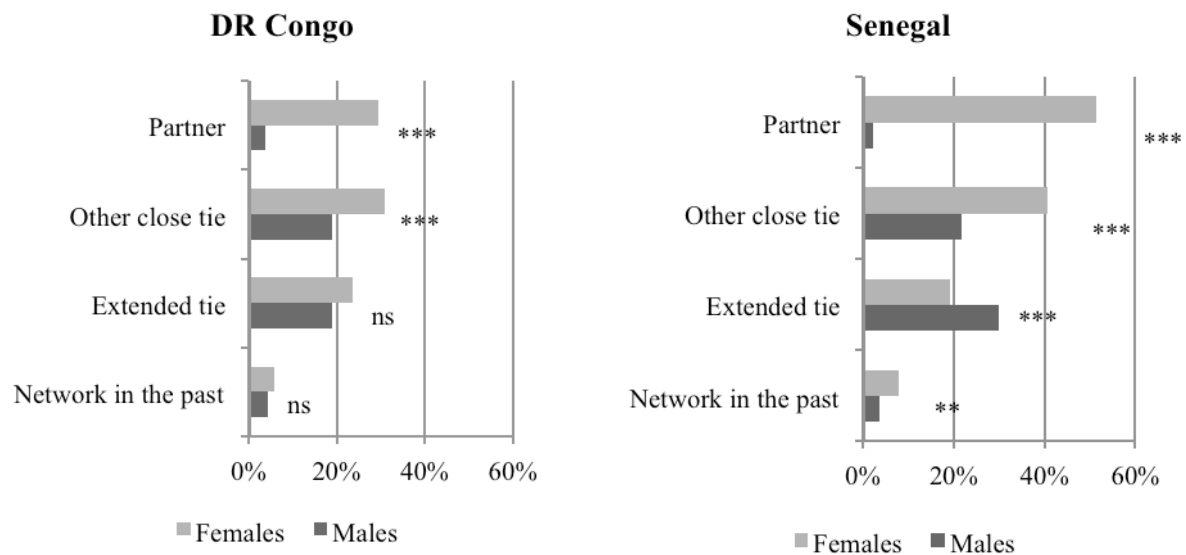 DR Congo
Partner
***
Other close tie
***
Extended tie
ns
Network in the past
ns
0% 20% 40% 60%
Females Males
Senegal
Partner
***
Other close tie
***
Extended tie
***
Network in the past
**
0% 20% 40% 60%
Females Males